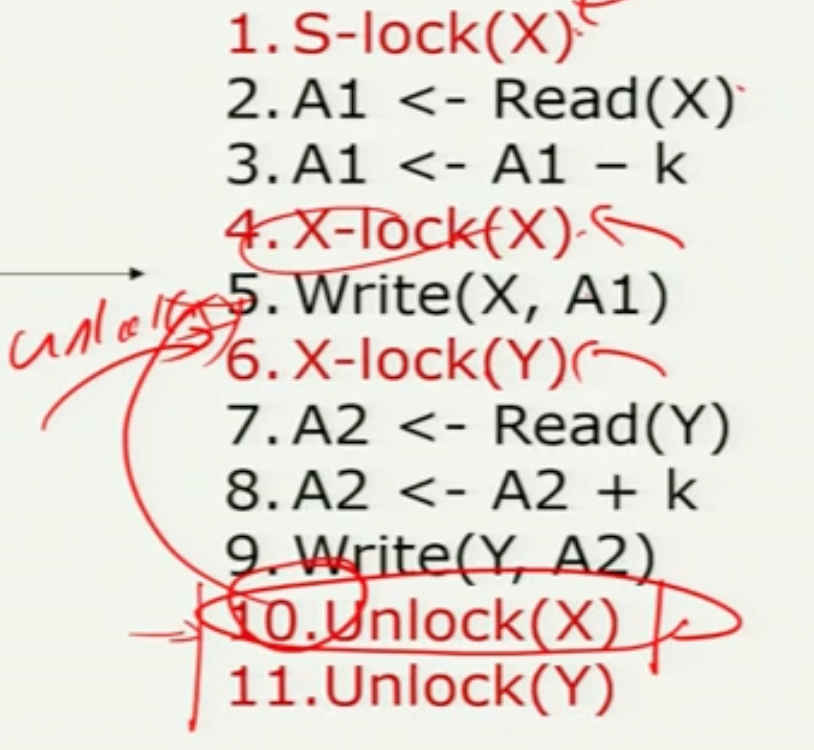 1. S-lock(X)
2. A1 <- Read(X)
3. A1 <- A1 – k
4. X-lock(X)
5. Write(X, A1)
unlock
6. X-lock(Y)
7. A2 <- Read(Y)
8. A2 <- A2 + k
9. Write(Y, A2)
10.Unlock(X)
11.Unlock(Y)